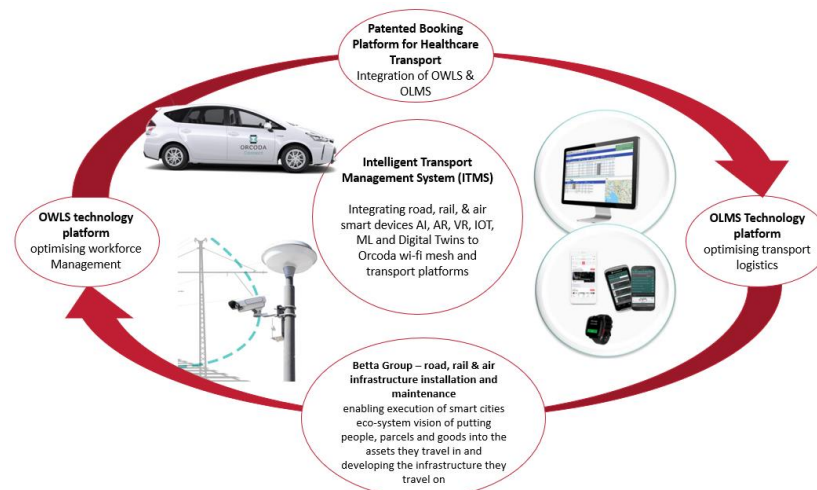 Patented Booking
Platform for Healthcare
Transport
Integration of OWLS &
OLMS
ORCODA
Intelligent Transport
Management System (ITMS)
Integrating road, rail, & air
smart devices AI, AR, VR, IOT,
ML and Digital Twins to
Orcoda wi-fi mesh and
transport platforms
OWLS technology
platform
optimising workforce
Management
OLMS Technology
platform
optimising transport
logistics
Betta Group – road, rail & air
infrastructure installation and
maintenance
enabling execution of smart cities
eco-system vision of putting
people, parcels and goods into the
assets they travel in and
developing the infrastructure they
travel on